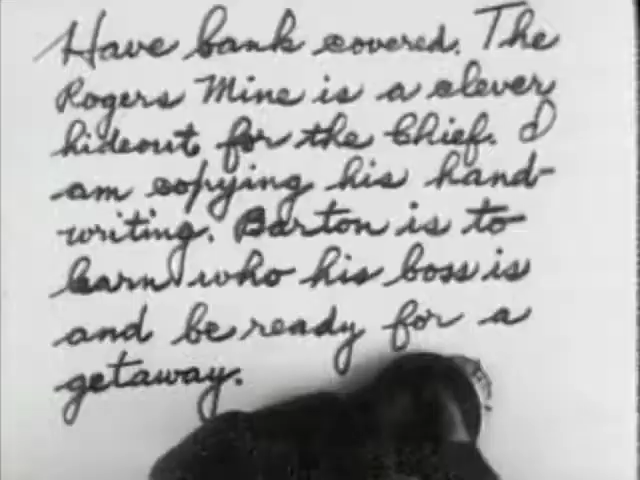 Have bank covered. The
Rogers Mine is a clever
hideout for the Chief. I
am copying his hand-
writing. Barton is to
learn who his boss is
and be ready for a
getaway.